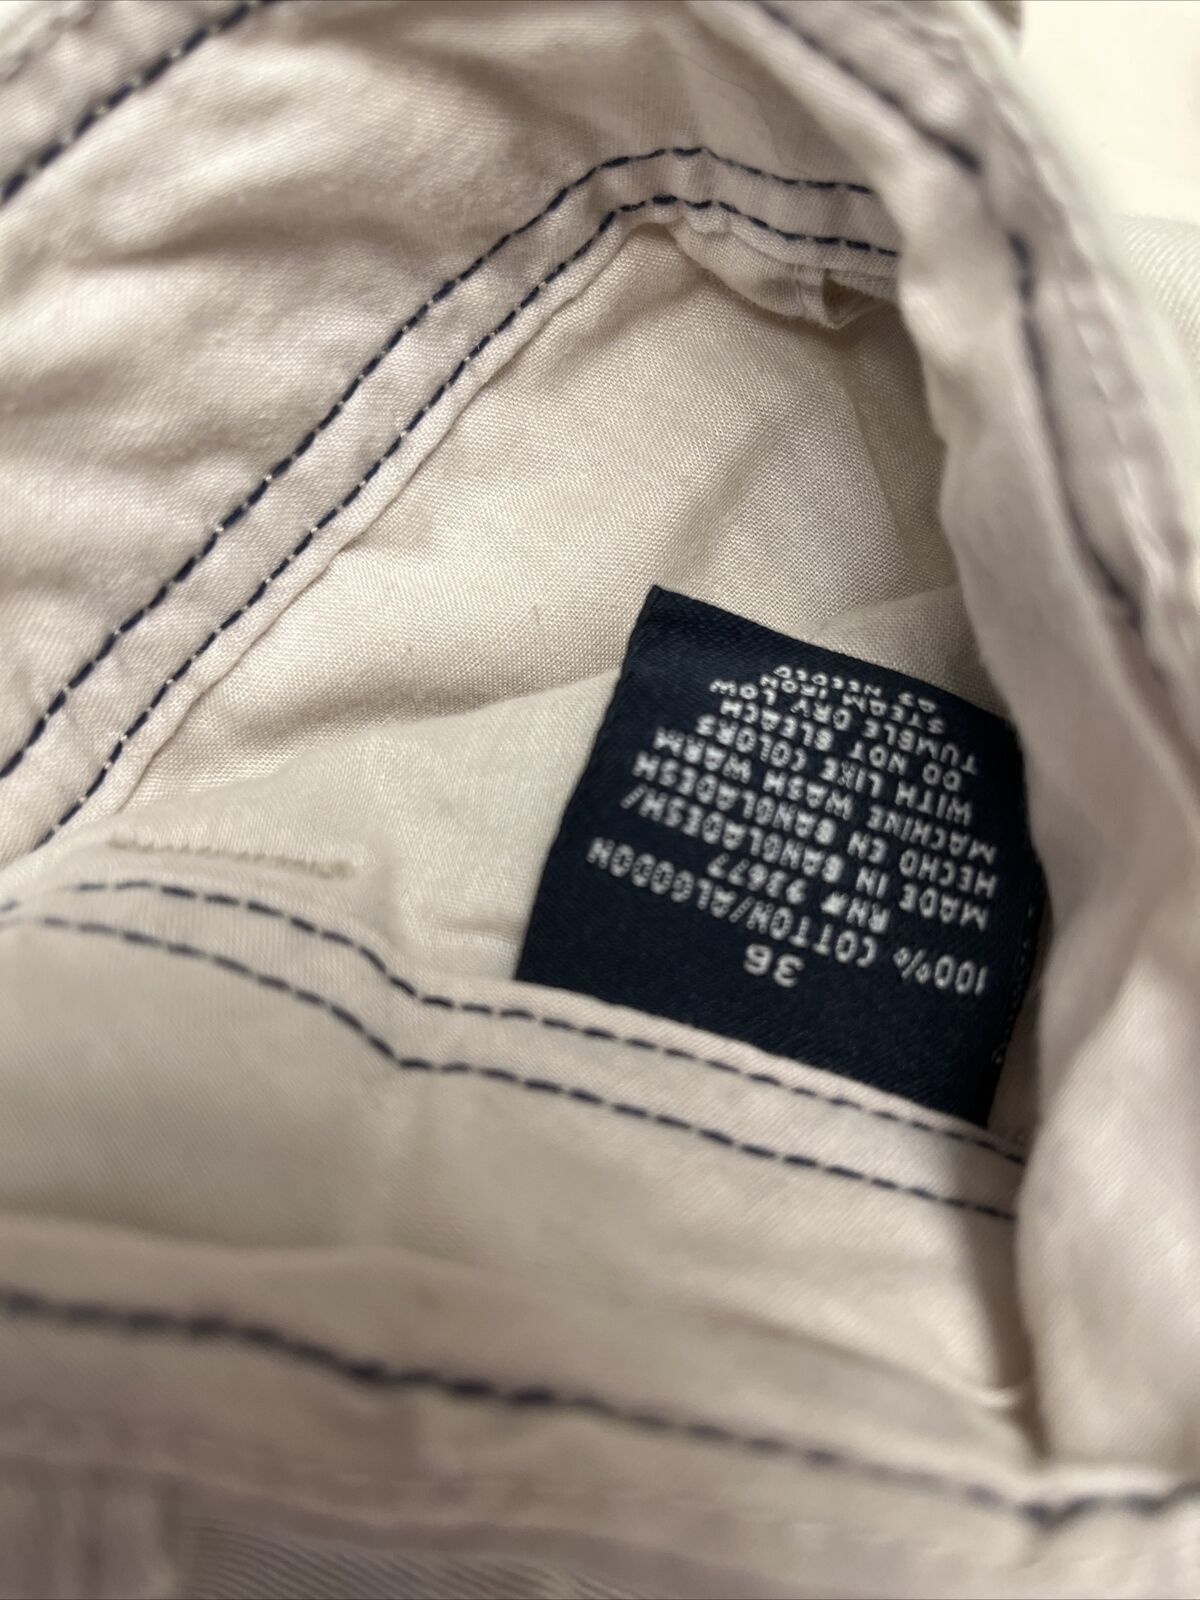 36
100% COTTON/ALGODON
RN# 93677
MADE IN BANGLADESH/
HECHO EN BANGLADESH
MACHINE WASH WARM
WITH LIKE COLORS
DO NOT BLEACH
TUMBLE DRY LOW
STEAM IRON
AS NEEDED